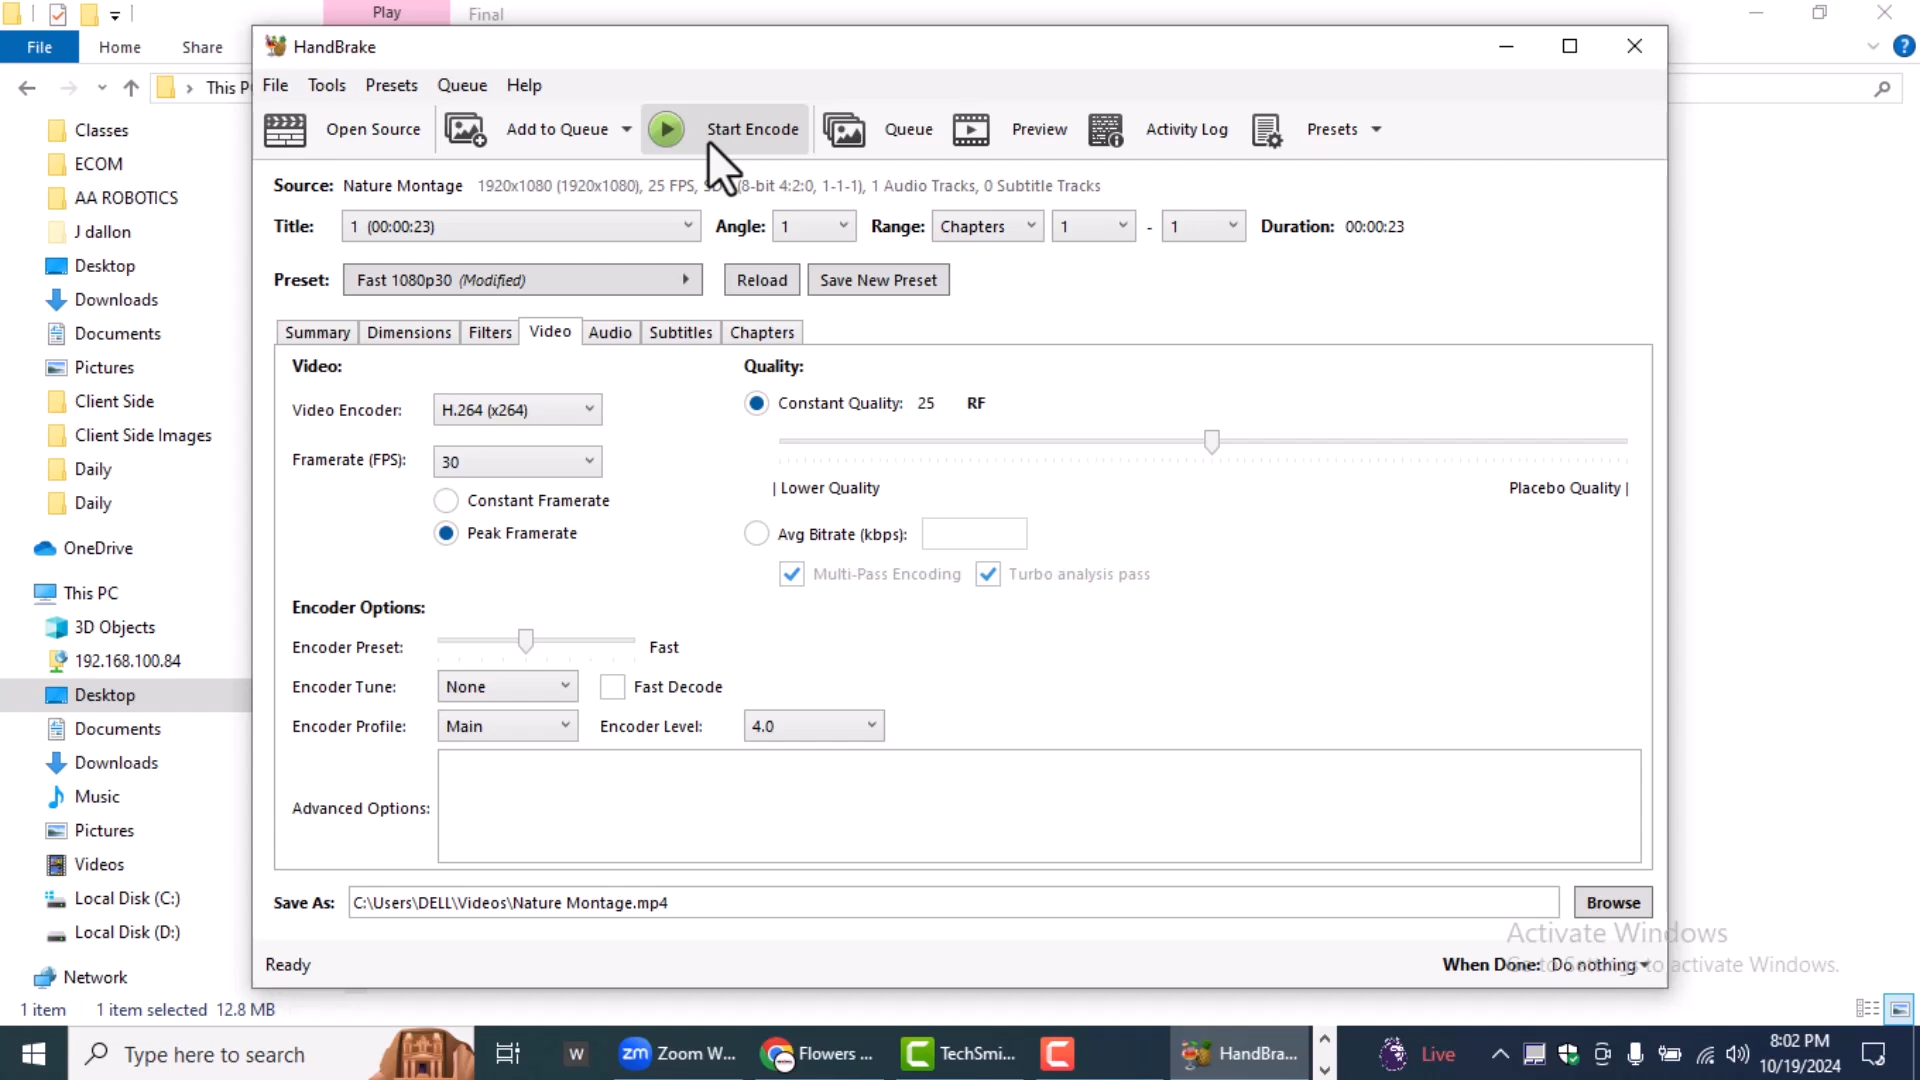 Play
Final
File
Home
Share
This P
Classes
ECOM
AA ROBOTICS
J dallon
Desktop
Downloads
Documents
Pictures
Client Side
Client Side Images
Daily
Daily
OneDrive
This PC
3D Objects
192.168.100.84
Desktop
Documents
Downloads
Music
Pictures
Videos
Local Disk (C:)
Local Disk (D:)
Network
1 item 1 item selected 12.8 MB
HandBrake
File Tools Presets Queue Help
Open Source Add to Queue Start Encode Queue Preview Activity Log Presets
Source: Nature Montage 1920x1080 (1920x1080), 25 FPS, (8-bit 4:2:0, 1-1-1), 1 Audio Tracks, 0 Subtitle Tracks
Title: 1 (00:00:23) Angle: 1 Range: Chapters 1 - 1 Duration: 00:00:23
Preset: Fast 1080p30 (Modified) Reload Save New Preset
Summary Dimensions Filters Video Audio Subtitles Chapters
Video:
Video Encoder: H.264 (x264)
Framerate (FPS): 30
Constant Framerate
Peak Framerate
Quality:
Constant Quality: 25 RF
| Lower Quality Placebo Quality |
Avg Bitrate (kbps):
Multi-Pass Encoding Turbo analysis pass
Encoder Options:
Encoder Preset: Fast
Encoder Tune: None Fast Decode
Encoder Profile: Main Encoder Level: 4.0
Advanced Options:
Save As: C:\Users\DELL\Videos\Nature Montage.mp4 Browse
Ready
When Done: Do nothing
Activate Windows
Go to Settings to activate Windows.
Type here to search
W
zm Zoom W...
Flowers ...
TechSmi...
HandBra...
Live
8:02 PM
10/19/2024